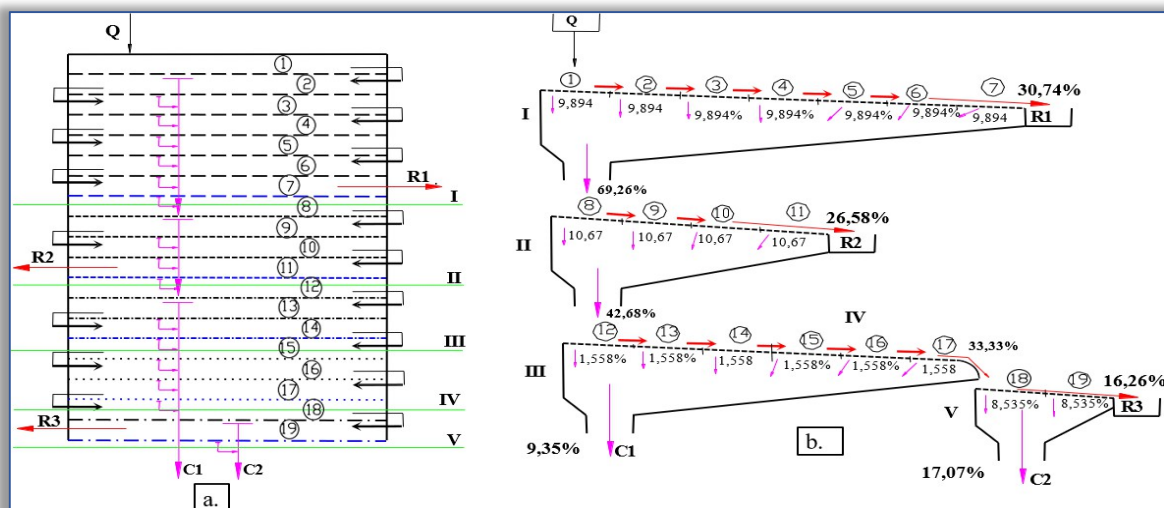 Q
1
2
3
4
5
6
7
R1
I
8
9
10
R2
11
II
12
13
14
III
15
16
17
IV
18
R3
19
V
C1
C2
a.
Q
1
2
3
4
5
6
7
30,74%
I
9,894
9,894
9,894%
9,894%
9,894%
9,894%
9,894
R1
69,26%
8
9
10
11
26,58%
II
10,67
10,67
10,67
10,67
R2
42,68%
IV
12
13
14
15
16
17
33,33%
III
1,558%
1,558%
1,558
1,558%
1,558%
1,558
18
19
16,26%
V
8,535%
8,535%
R3
9,35%
C1
b.
17,07%
C2